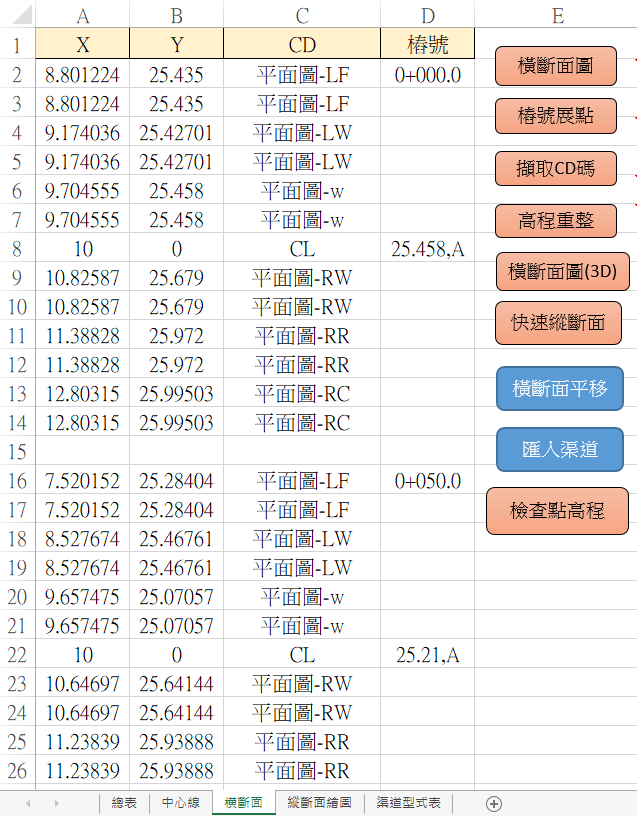 A B C D E
1 X Y CD 樁號
2 8.801224 25.435 平面圖-LF 0+000.0
橫斷面圖
3 8.801224 25.435 平面圖-LF
4 9.174036 25.42701 平面圖-LW
樁號展點
5 9.174036 25.42701 平面圖-LW
擷取CD碼
6 9.704555 25.458 平面圖-w
7 9.704555 25.458 平面圖-w
高程重整
8 10 0 CL 25.458,A
9 10.82587 25.679 平面圖-RW
橫斷面圖(3D)
10 10.82587 25.679 平面圖-RW
11 11.38828 25.972 平面圖-RR
快速縱斷面
12 11.38828 25.972 平面圖-RR
13 12.80315 25.99503 平面圖-RC
橫斷面平移
14 12.80315 25.99503 平面圖-RC
15
匯入渠道
16 7.520152 25.28404 平面圖-LF 0+050.0
17 7.520152 25.28404 平面圖-LF
檢查點高程
18 8.527674 25.46761 平面圖-LW
19 8.527674 25.46761 平面圖-LW
20 9.657475 25.07057 平面圖-w
21 9.657475 25.07057 平面圖-w
22 10 0 CL 25.21,A
23 10.64697 25.64144 平面圖-RW
24 10.64697 25.64144 平面圖-RW
25 11.23839 25.93888 平面圖-RR
26 11.23839 25.93888 平面圖-RR
總表 中心線 橫斷面 縱斷面繪圖 渠道型式表